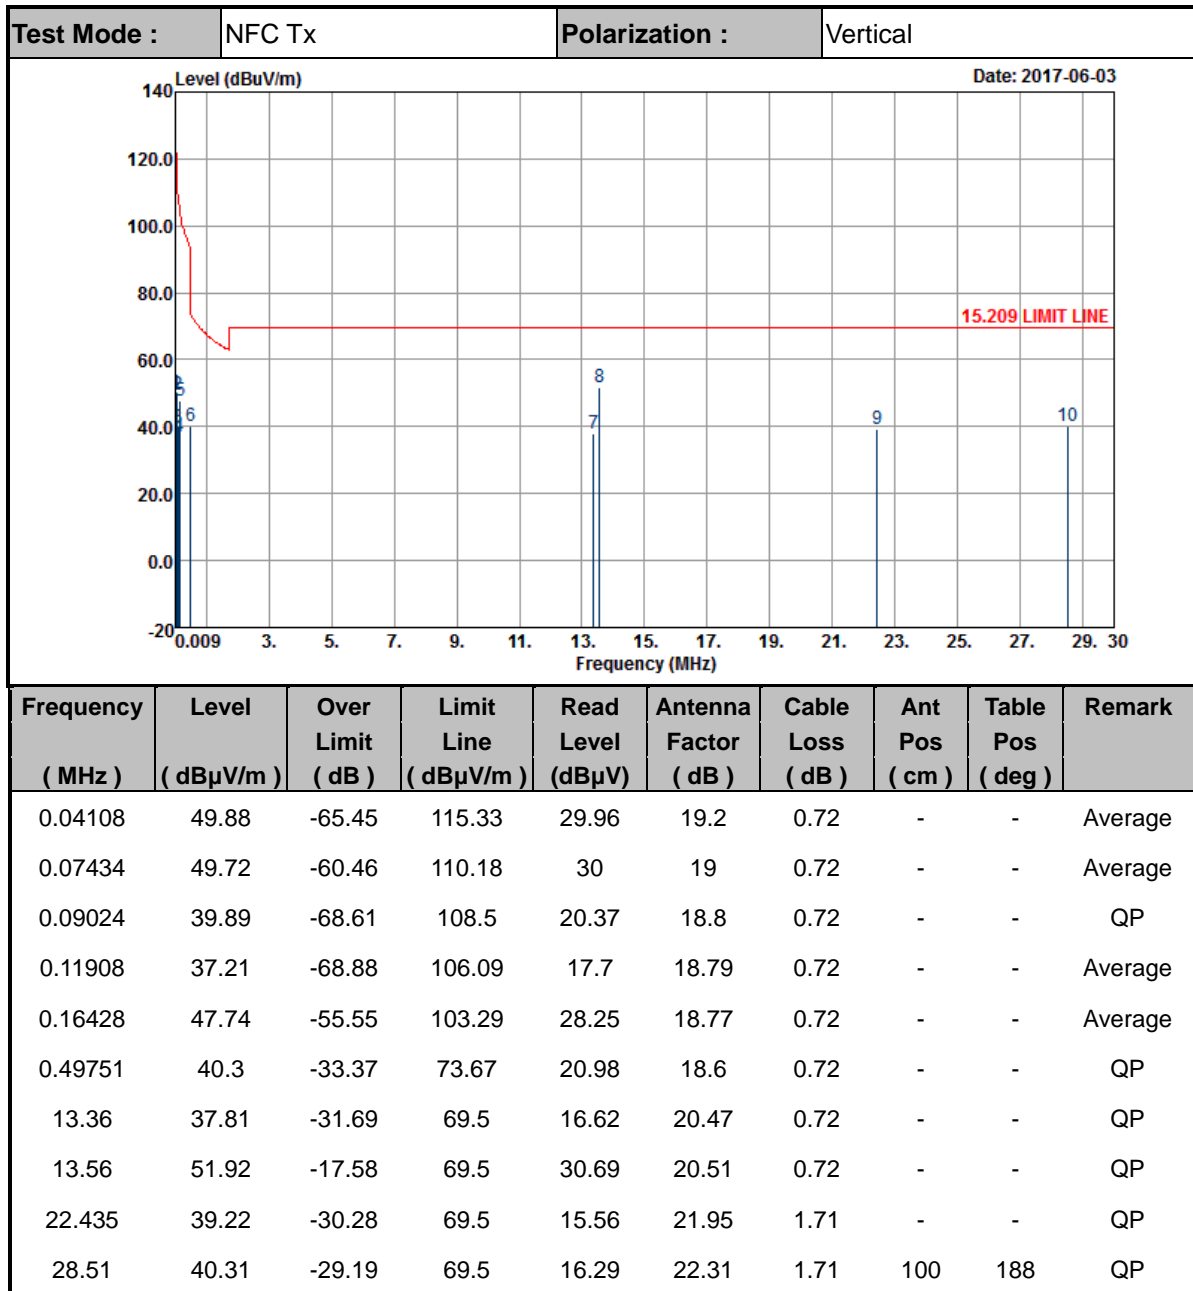 Test Mode : NFC Tx Polarization : Vertical
Level (dBuV/m) Date: 2017-06-03
140
120.0
100.0
80.0
15.209 LIMIT LINE
60.0
8
5
6 7 9 10
40.0
20.0
0.0
-20
0.009 3. 5. 7. 9. 11. 13. 15. 17. 19. 21. 23. 25. 27. 29. 30
Frequency (MHz)
Frequency Level Over Limit Read Antenna Cable Ant Table Remark
Limit Line Level Factor Loss Pos Pos
( MHz ) ( dBµV/m ) ( dB ) ( dBµV/m ) (dBµV) ( dB ) ( dB ) ( cm ) ( deg )
0.04108 49.88 -65.45 115.33 29.96 19.2 0.72 - - Average
0.07434 49.72 -60.46 110.18 30 19 0.72 - - Average
0.09024 39.89 -68.61 108.5 20.37 18.8 0.72 - - QP
0.11908 37.21 -68.88 106.09 17.7 18.79 0.72 - - Average
0.16428 47.74 -55.55 103.29 28.25 18.77 0.72 - - Average
0.49751 40.3 -33.37 73.67 20.98 18.6 0.72 - - QP
13.36 37.81 -31.69 69.5 16.62 20.47 0.72 - - QP
13.56 51.92 -17.58 69.5 30.69 20.51 0.72 - - QP
22.435 39.22 -30.28 69.5 15.56 21.95 1.71 - - QP
28.51 40.31 -29.19 69.5 16.29 22.31 1.71 100 188 QP